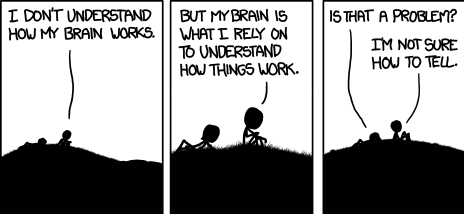 I DON'T UNDERSTAND
HOW MY BRAIN WORKS.
BUT MY BRAIN IS
WHAT I RELY ON
TO UNDERSTAND
HOW THINGS WORK.
IS THAT A PROBLEM?
I'M NOT SURE
HOW TO TELL.